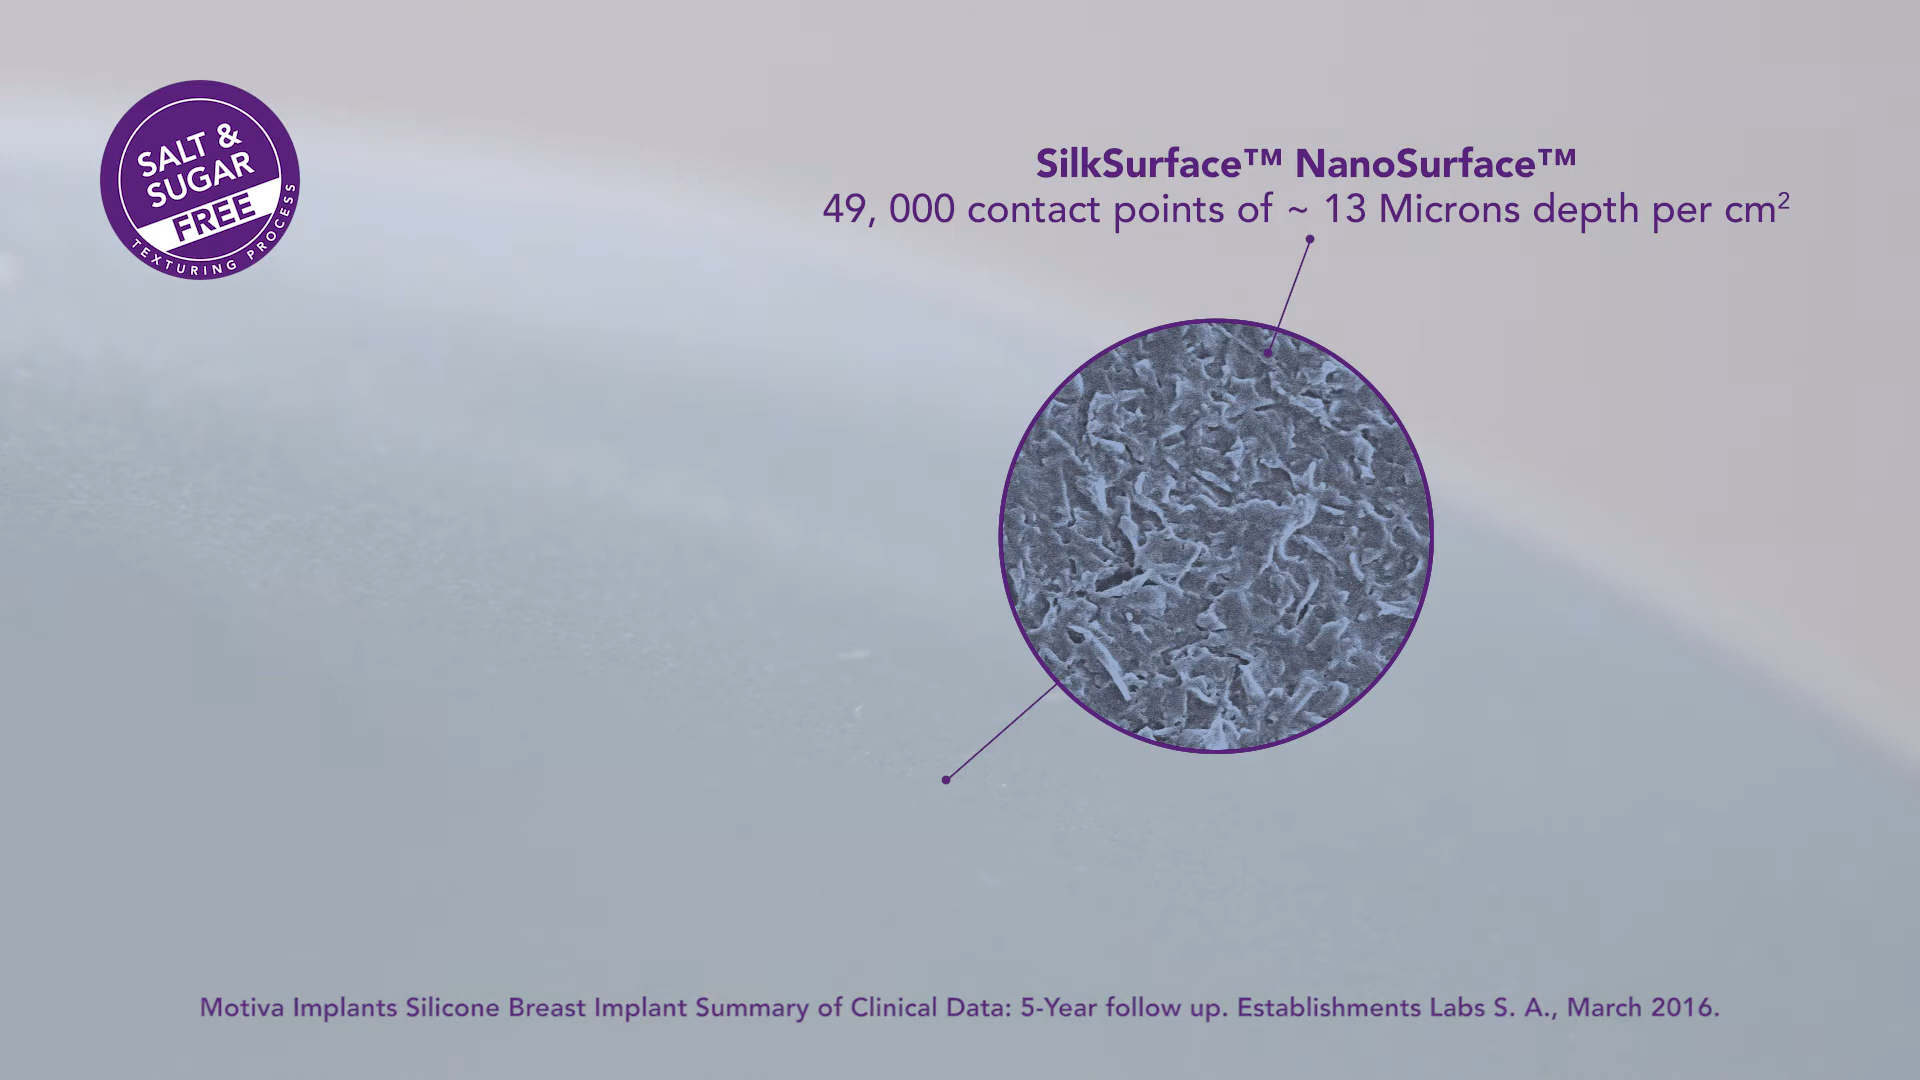 SALT &
SUGAR
FREE
TEXTURING PROCESS
SilkSurface™ NanoSurface™
49, 000 contact points of ~ 13 Microns depth per cm²
Motiva Implants Silicone Breast Implant Summary of Clinical Data: 5-Year follow up. Establishments Labs S. A., March 2016.